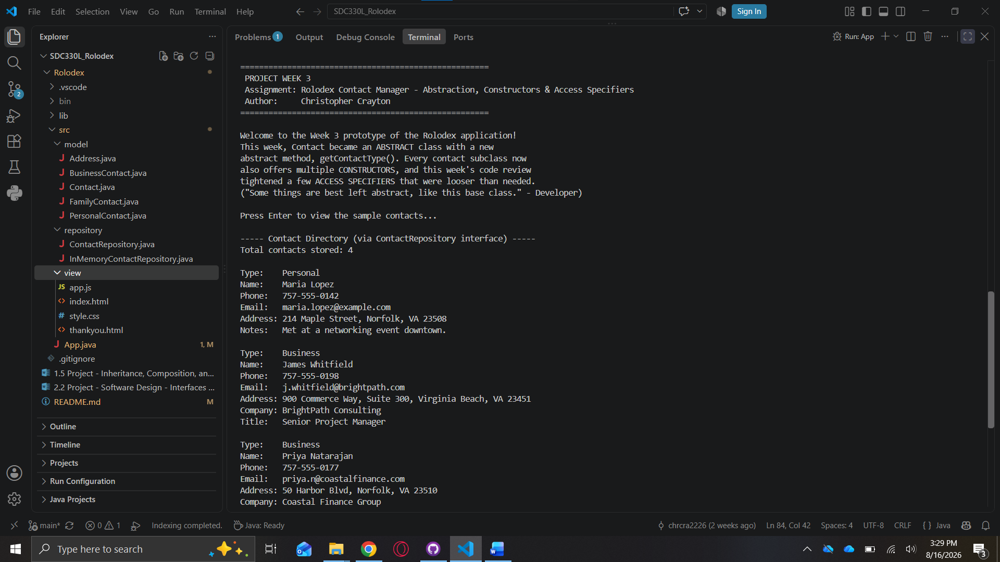 File Edit Selection View Go Run Terminal Help
SDC330L_Rolodex
Sign In
Explorer
Problems 1 Output Debug Console Terminal Ports
Run: App
SDC330L_Rolodex
Rolodex
.vscode
bin
lib
src
model
J Address.java
J BusinessContact.java
J Contact.java
J FamilyContact.java
J PersonalContact.java
repository
J ContactRepository.java
J InMemoryContactRepository.java
view
JS app.js
<> index.html
# style.css
<> thankyou.html
J App.java 1, M
.gitignore
1.5 Project - Inheritance, Composition, an...
2.2 Project - Software Design - Interfaces ...
README.md M
Outline
Timeline
Projects
Run Configuration
Java Projects
2
=====================================================
PROJECT WEEK 3
Assignment: Rolodex Contact Manager - Abstraction, Constructors & Access Specifiers
Author: Christopher Crayton
=====================================================
Welcome to the Week 3 prototype of the Rolodex application!
This week, Contact became an ABSTRACT class with a new
abstract method, getContactType(). Every contact subclass now
also offers multiple CONSTRUCTORS, and this week's code review
tightened a few ACCESS SPECIFIERS that were looser than needed.
("Some things are best left abstract, like this base class." - Developer)
Press Enter to view the sample contacts...
----- Contact Directory (via ContactRepository interface) -----
Total contacts stored: 4
Type: Personal
Name: Maria Lopez
Phone: 757-555-0142
Email: maria.lopez@example.com
Address: 214 Maple Street, Norfolk, VA 23508
Notes: Met at a networking event downtown.
Type: Business
Name: James Whitfield
Phone: 757-555-0198
Email: j.whitfield@brightpath.com
Address: 900 Commerce Way, Suite 300, Virginia Beach, VA 23451
Company: BrightPath Consulting
Title: Senior Project Manager
Type: Business
Name: Priya Natarajan
Phone: 757-555-0177
Email: priya.n@coastalfinance.com
Address: 50 Harbor Blvd, Norfolk, VA 23510
Company: Coastal Finance Group
main* 0 1 Indexing completed. Java: Ready
chrcra2226 (2 weeks ago) Ln 84, Col 42 Spaces: 4 UTF-8 CRLF { } Java
Type here to search
3:29 PM
8/16/2026
3